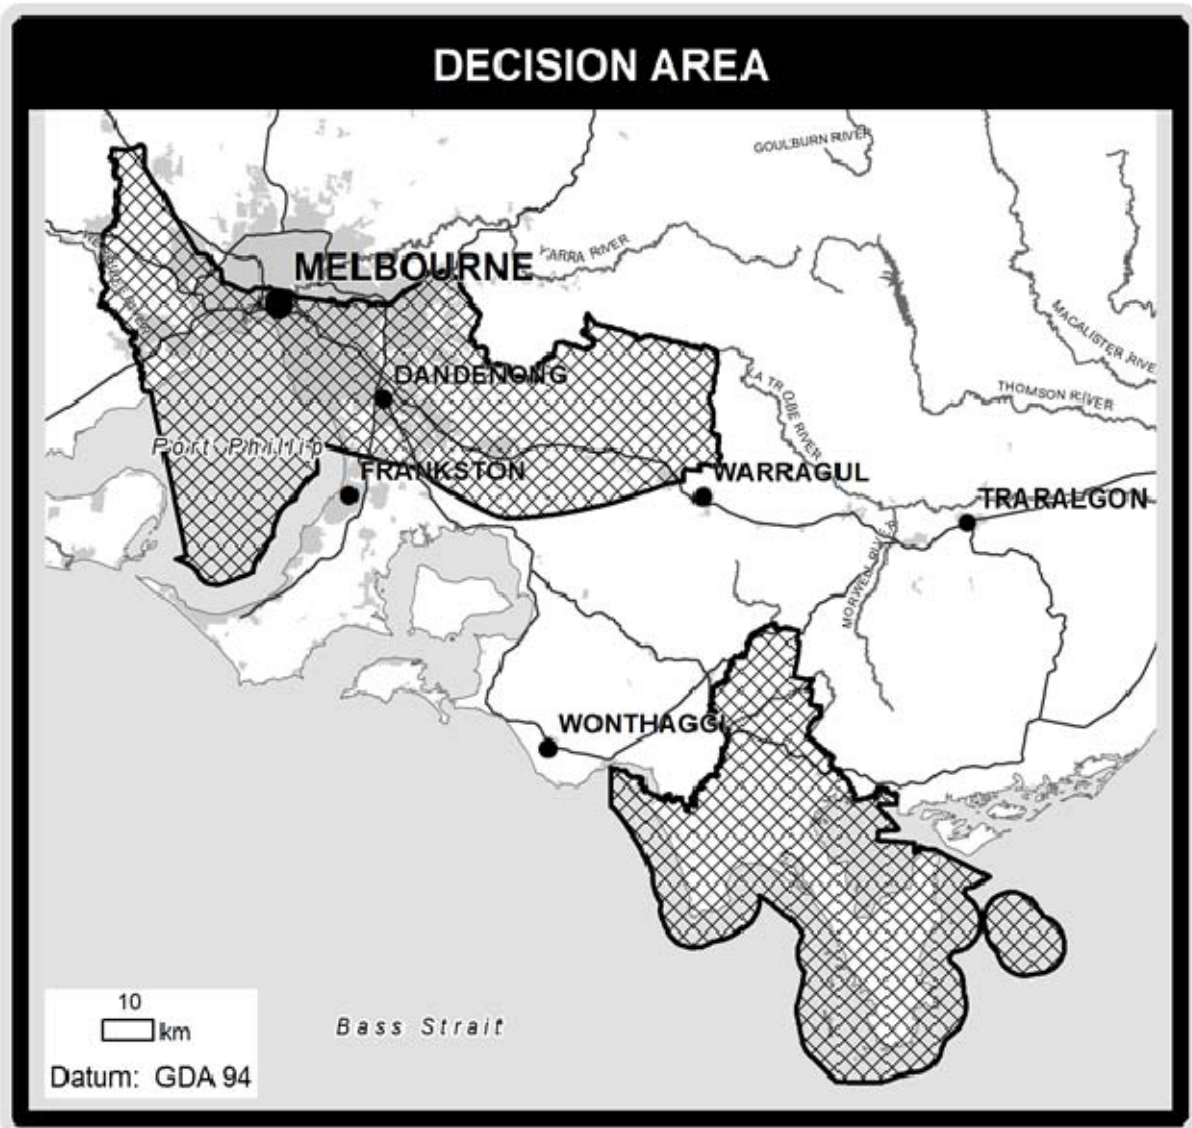 DECISION AREA
GOULBURN RIVER
YARRA RIVER
MELBOURNE
MACALISTER RIVE
DANDENONG
LA TROBE RIVER
THOMSON RIVER
Port Phillip
FRANKSTON
WARRAGUL
TRARALGON
MORWELL RIVER
WONTHAGGI
10
km
Bass Strait
Datum: GDA 94